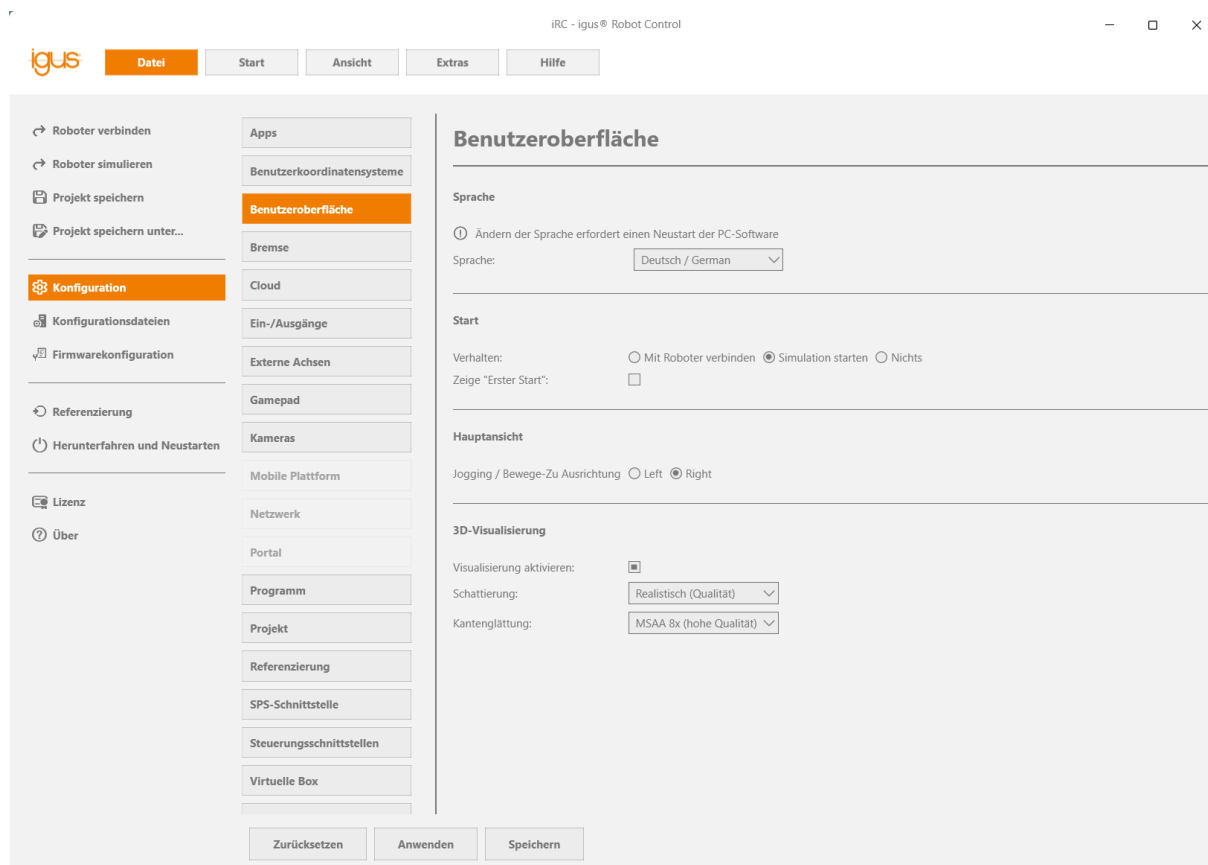 iRC - igus® Robot Control
igus
Datei
Start
Ansicht
Extras
Hilfe
Roboter verbinden
Roboter simulieren
Projekt speichern
Projekt speichern unter...
Konfiguration
Konfigurationsdateien
Firmwarekonfiguration
Referenzierung
Herunterfahren und Neustarten
Lizenz
Über
Apps
Benutzerkoordinatensysteme
Benutzeroberfläche
Bremse
Cloud
Ein-/Ausgänge
Externe Achsen
Gamepad
Kameras
Mobile Plattform
Netzwerk
Portal
Programm
Projekt
Referenzierung
SPS-Schnittstelle
Steuerungsschnittstellen
Virtuelle Box
Benutzeroberfläche
Sprache
Ändern der Sprache erfordert einen Neustart der PC-Software
Sprache: Deutsch / German
Start
Verhalten: Mit Roboter verbinden Simulation starten Nichts
Zeige "Erster Start":
Hauptansicht
Jogging / Bewege-Zu Ausrichtung Left Right
3D-Visualisierung
Visualisierung aktivieren:
Schattierung: Realistisch (Qualität)
Kantenglättung: MSAA 8x (hohe Qualität)
Zurücksetzen
Anwenden
Speichern